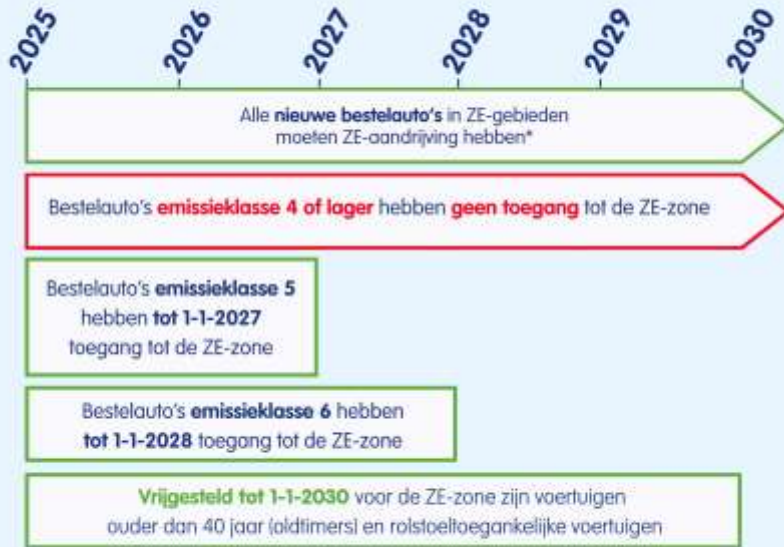 2025 2026 2027 2028 2029 2030
Alle nieuwe bestelauto's in ZE-gebieden
moeten ZE-aandrijving hebben*
Bestelauto's emissieklasse 4 of lager hebben geen toegang tot de ZE-zone
Bestelauto's emissieklasse 5
hebben tot 1-1-2027
toegang tot de ZE-zone
Bestelauto's emissieklasse 6 hebben
tot 1-1-2028 toegang tot de ZE-zone
Vrijgesteld tot 1-1-2030 voor de ZE-zone zijn voertuigen
ouder dan 40 jaar (oldtimers) en rolstoeltoegankelijke voertuigen